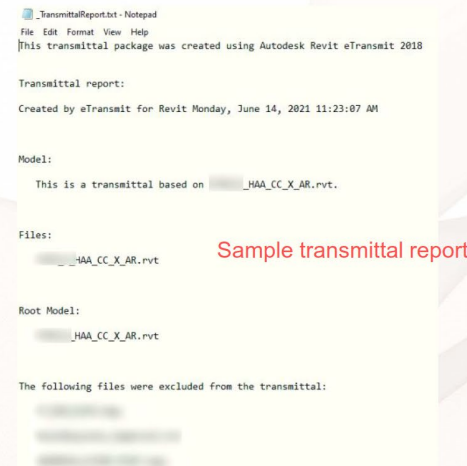 _TransmittalReport.txt - Notepad
File Edit Format View Help
This transmittal package was created using Autodesk Revit eTransmit 2018
Transmittal report:
Created by eTransmit for Revit Monday, June 14, 2021 11:23:07 AM
Model:
This is a transmittal based on _HAA_CC_X_AR.rvt.
Files:
_HAA_CC_X_AR.rvt
Sample transmittal report
Root Model:
_HAA_CC_X_AR.rvt
The following files were excluded from the transmittal: